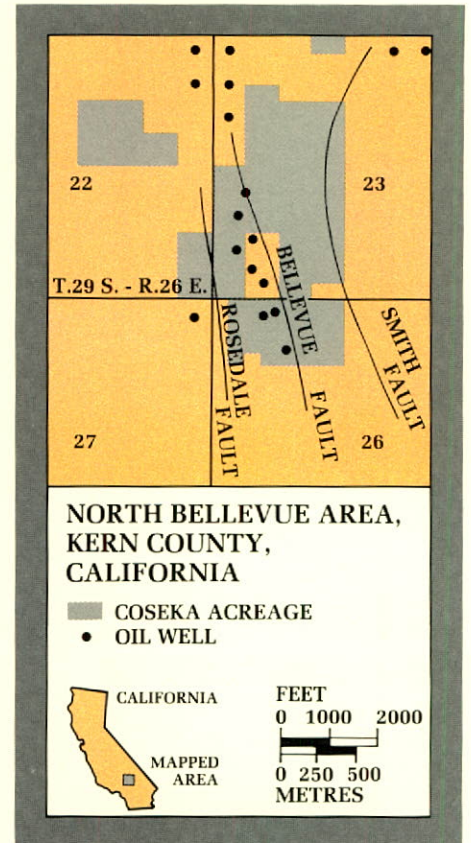 22
23
T.29 S. - R.26 E.
BELLEVUE
FAULT
ROSEDALE
FAULT
SMITH
FAULT
27
26
NORTH BELLEVUE AREA,
KERN COUNTY,
CALIFORNIA
COSEKA ACREAGE
OIL WELL
CALIFORNIA
MAPPED
AREA
FEET
0 1000 2000
0 250 500
METRES